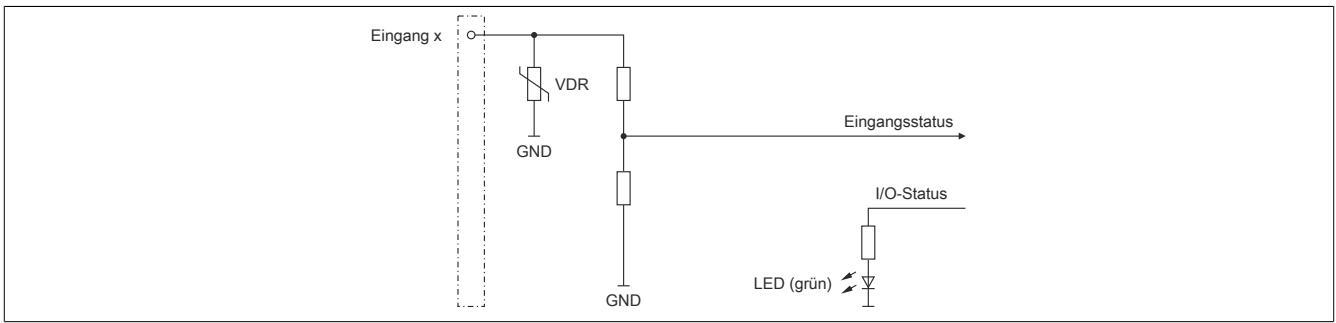 Eingang x
VDR
GND
Eingangsstatus
I/O-Status
LED (grün)
GND